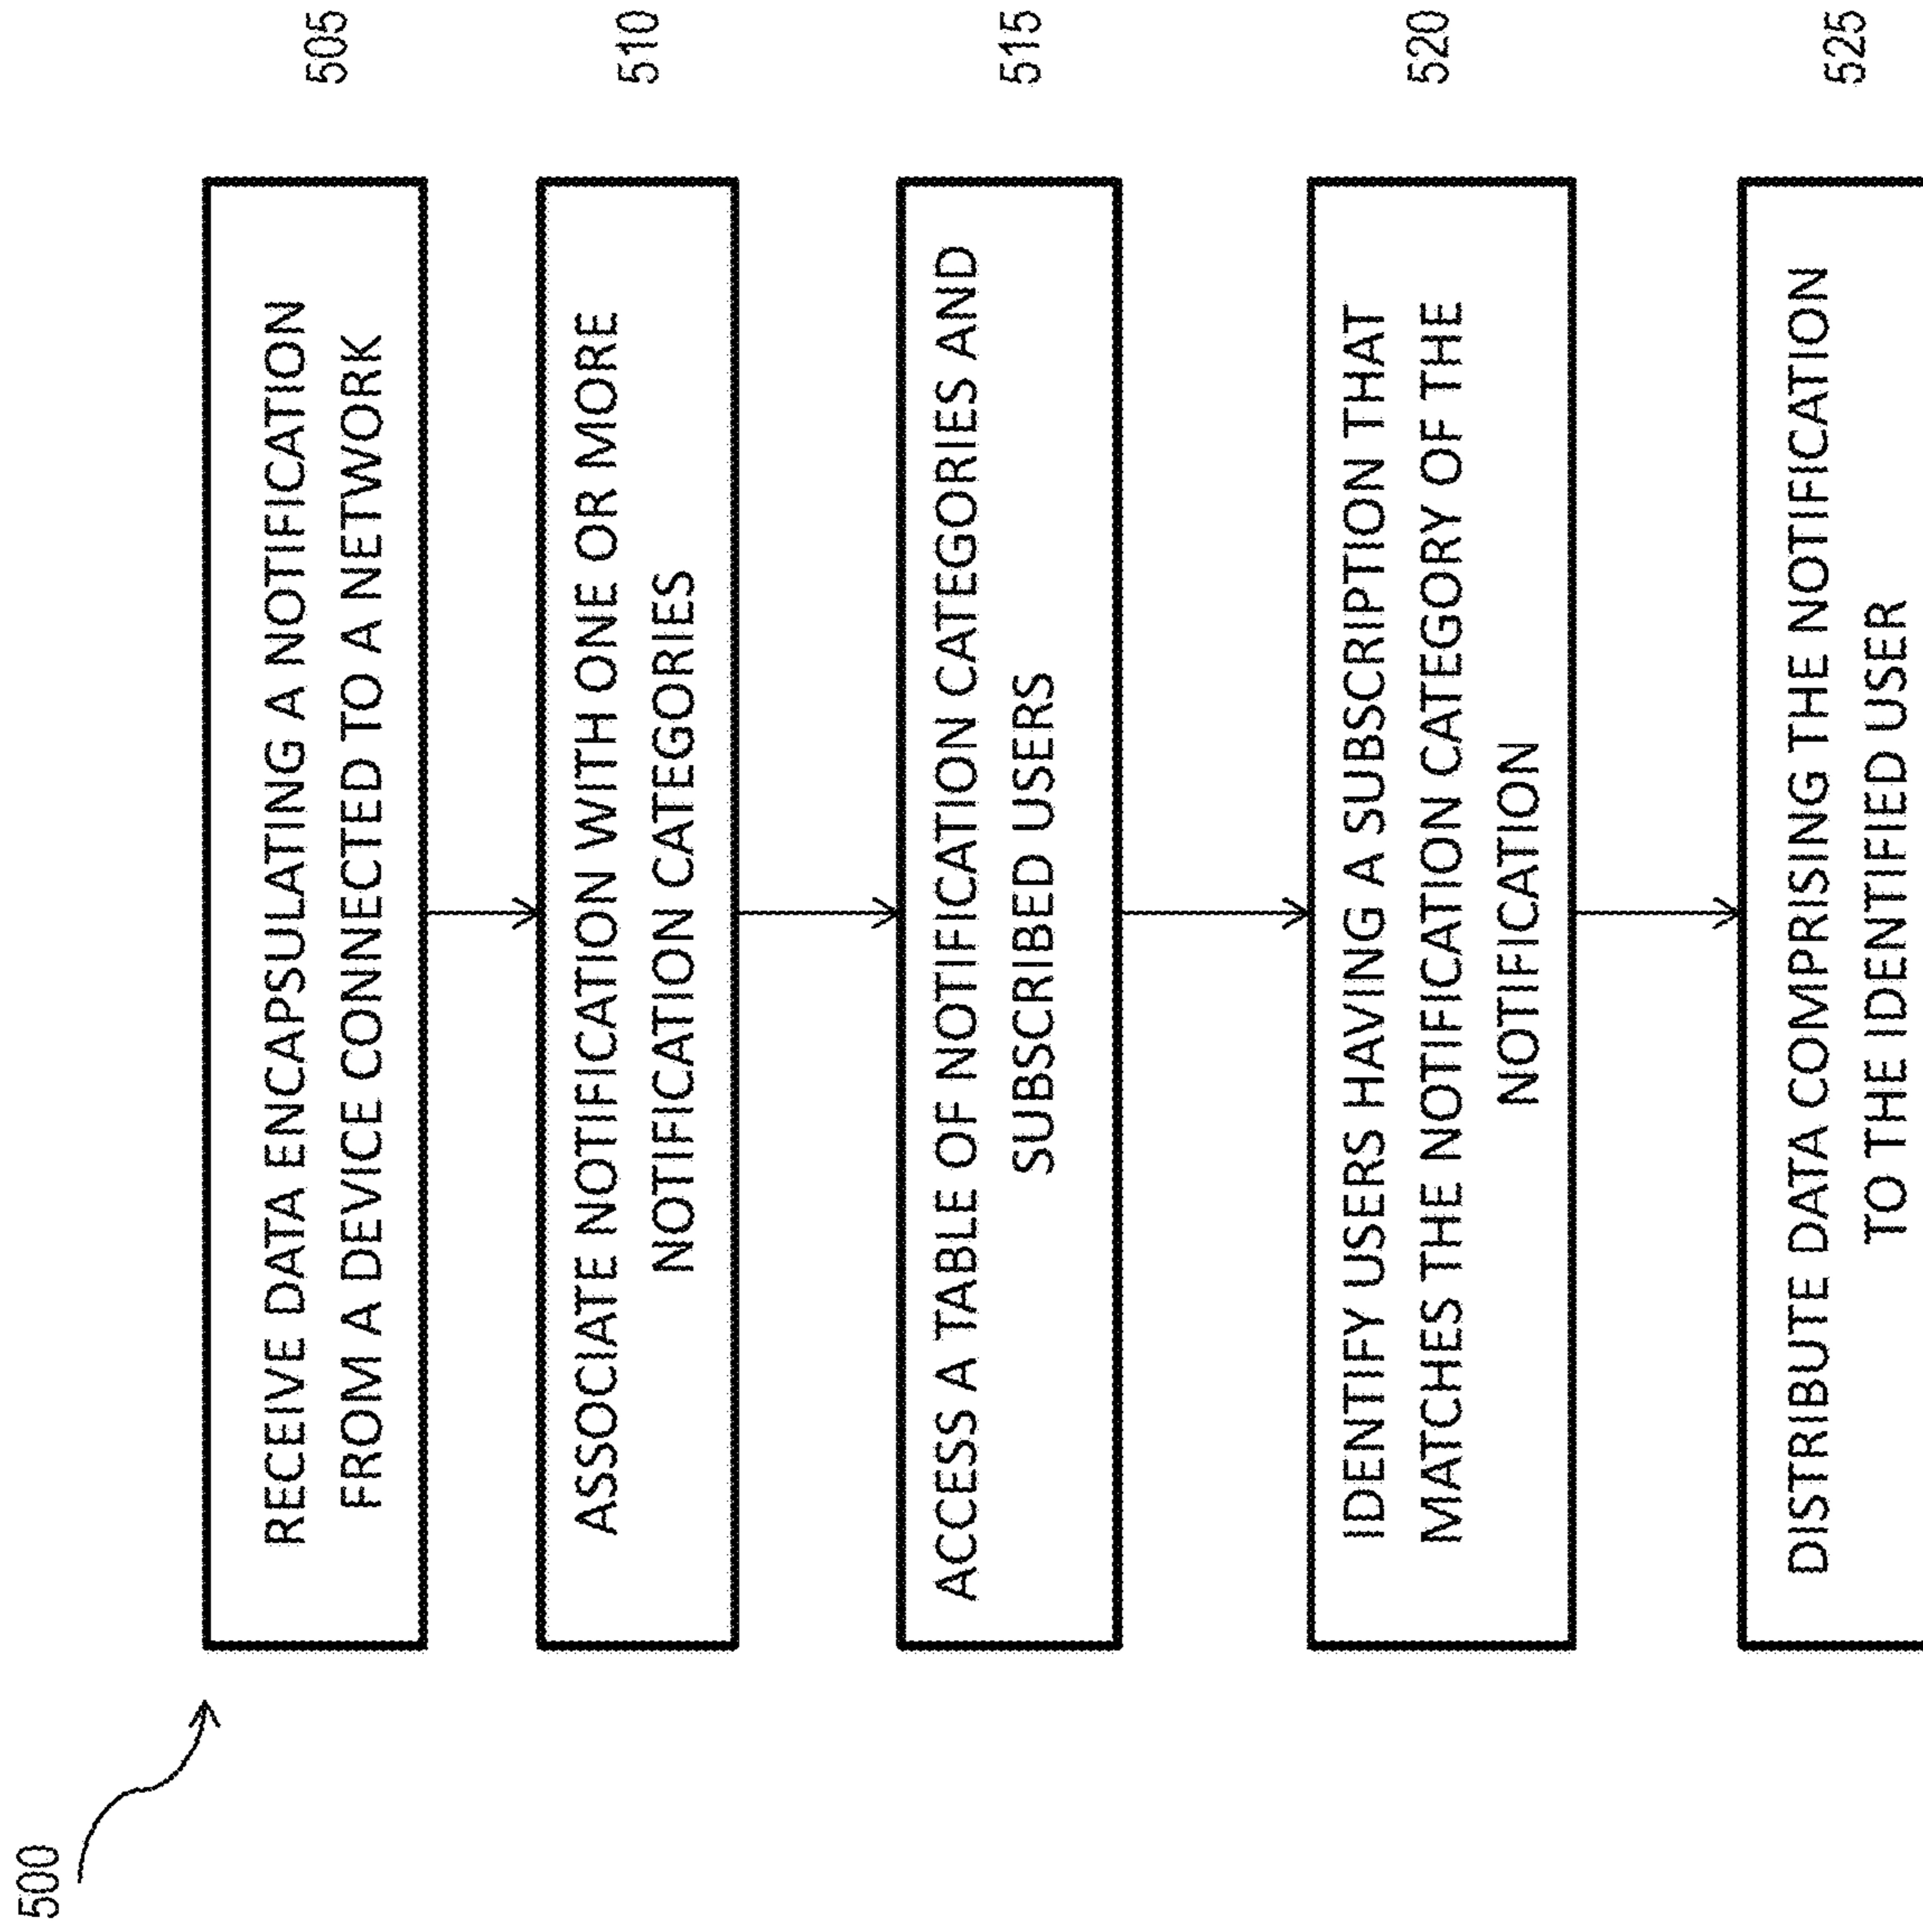 500
RECEIVE DATA ENCAPSULATING A NOTIFICATION
FROM A DEVICE CONNECTED TO A NETWORK
505
ASSOCIATE NOTIFICATION WITH ONE OR MORE
NOTIFICATION CATEGORIES
510
ACCESS A TABLE OF NOTIFICATION CATEGORIES AND
SUBSCRIBED USERS
515
IDENTIFY USERS HAVING A SUBSCRIPTION THAT
MATCHES THE NOTIFICATION CATEGORY OF THE
NOTIFICATION
520
DISTRIBUTE DATA COMPRISING THE NOTIFICATION
TO THE IDENTIFIED USER
525